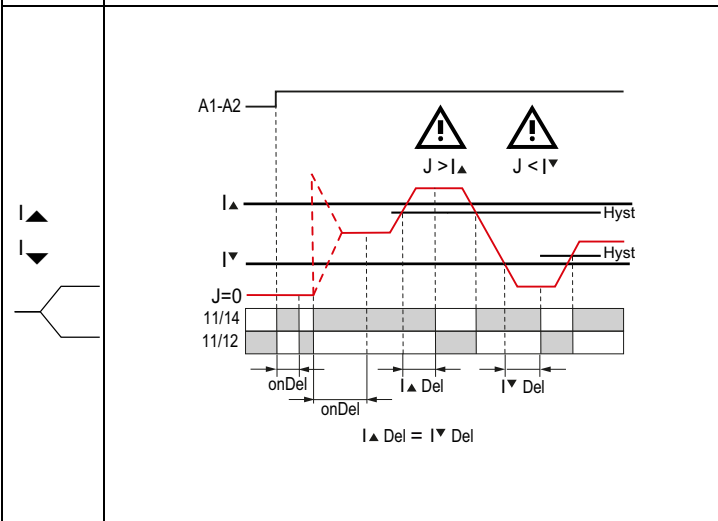 A1-A2
J >I▲
J < I▼
I▲
I▲
Hyst
I▼
I▼
Hyst
J=0
11/14
11/12
onDel
I▲ Del
I▼ Del
onDel
I▲ Del = I▼ Del